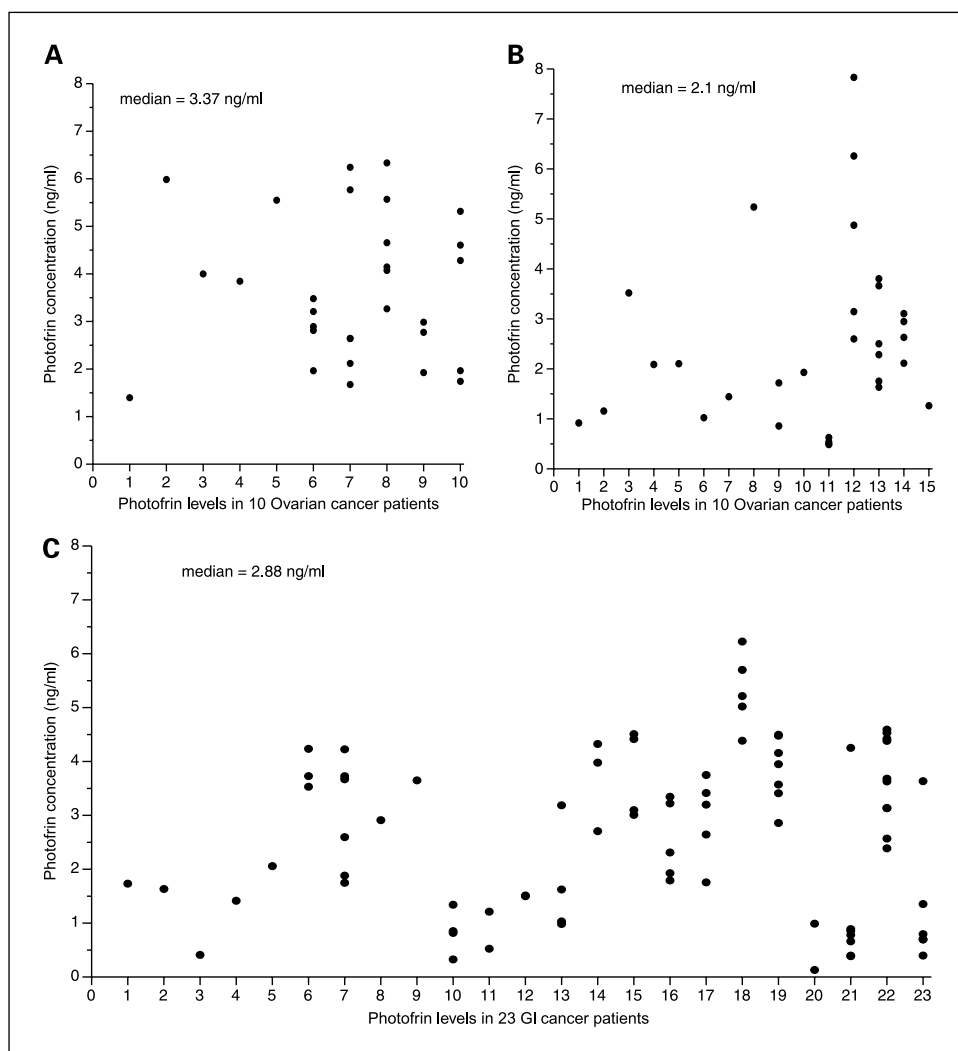 A
median = 3.37 ng/ml
Photofrin concentration (ng/ml)
8
7
6
5
4
3
2
1
0
0 1 2 3 4 5 6 7 8 9 10
Photofrin levels in 10 Ovarian cancer patients
B
median = 2.1 ng/ml
Photofrin concentration (ng/ml)
8
7
6
5
4
3
2
1
0
0 1 2 3 4 5 6 7 8 9 10 11 12 13 14 15
Photofrin levels in 10 Ovarian cancer patients
C
median = 2.88 ng/ml
Photofrin concentration (ng/ml)
8
7
6
5
4
3
2
1
0
0 1 2 3 4 5 6 7 8 9 10 11 12 13 14 15 16 17 18 19 20 21 22 23
Photofrin levels in 23 GI cancer patients